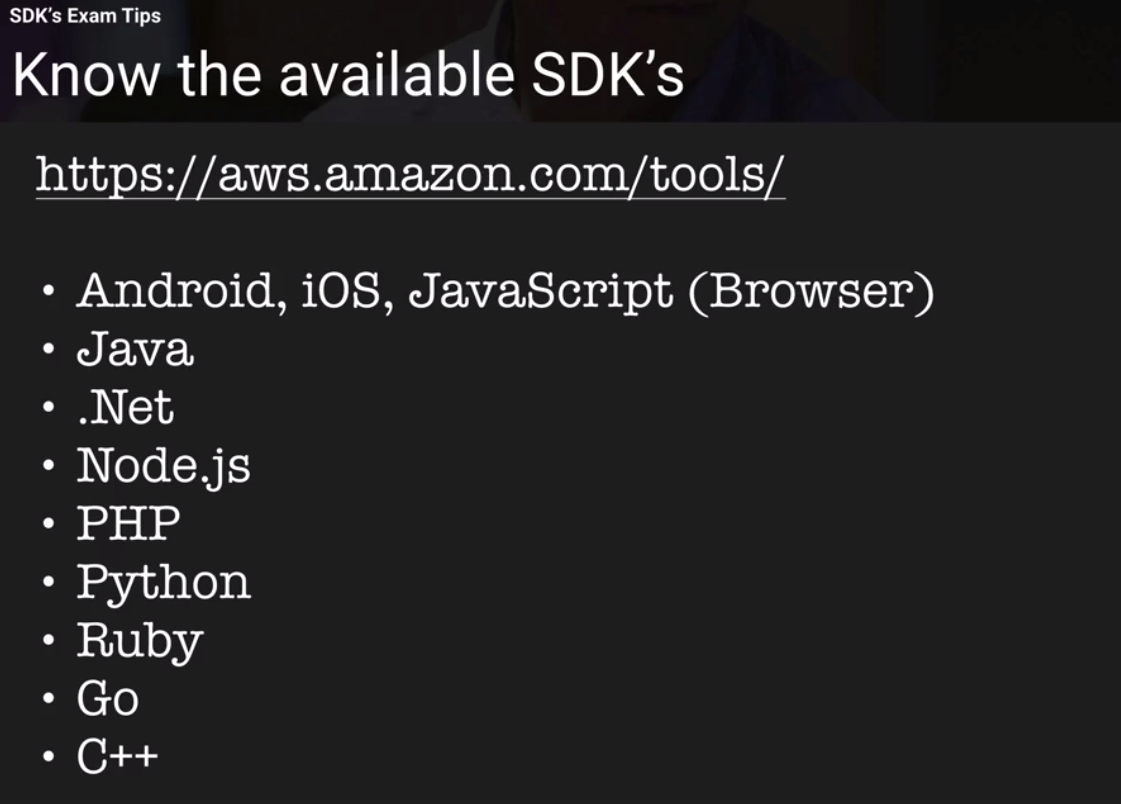 SDK's Exam Tips
Know the available SDK's
https://aws.amazon.com/tools/
• Android, iOS, JavaScript (Browser)
• Java
• .Net
• Node.js
• PHP
• Python
• Ruby
• Go
• C++